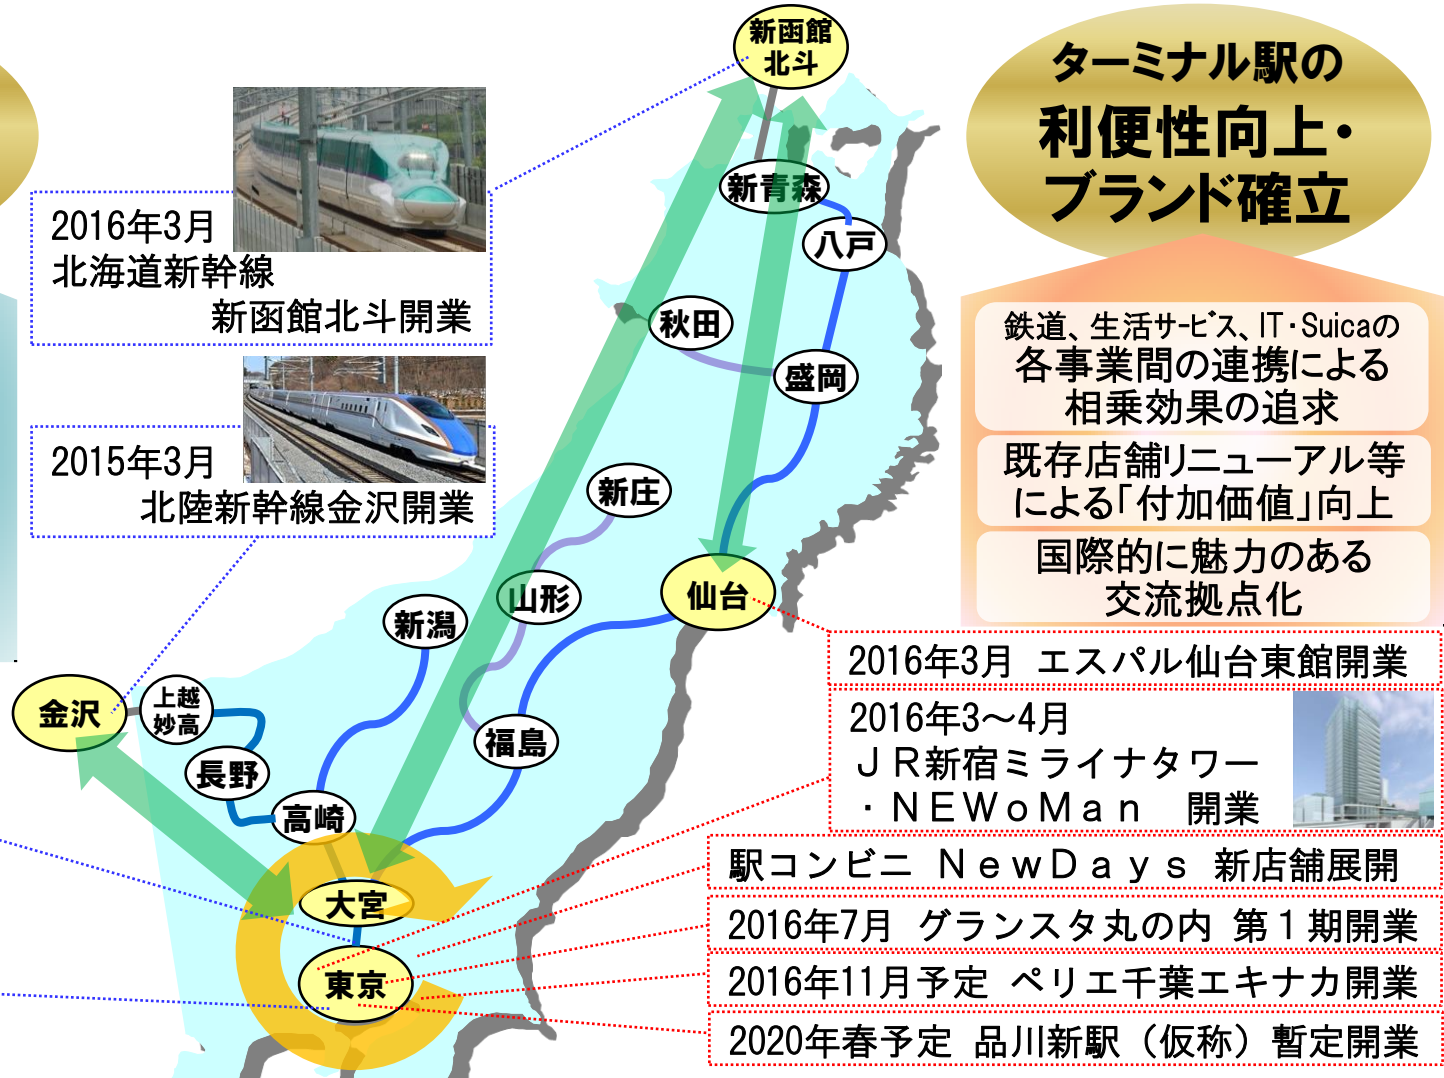 新函館
北斗
新青森
八戸
秋田
盛岡
新庄
山形
仙台
新潟
福島
金沢
上越
妙高
長野
高崎
大宮
東京
2016年3月
北海道新幹線
新函館北斗開業
2015年3月
北陸新幹線金沢開業
ターミナル駅の
利便性向上・
ブランド確立
鉄道、生活ｻｰﾋﾞｽ、IT・Suicaの
各事業間の連携による
相乗効果の追求
既存店舗リニューアル等
による「付加価値」向上
国際的に魅力のある
交流拠点化
2016年3月 エスパル仙台東館開業
2016年3～4月
ＪＲ新宿ミライナタワー
・ＮＥＷｏＭａｎ 開業
駅コンビニ ＮｅｗＤａｙｓ 新店舗展開
2016年7月 グランスタ丸の内 第１期開業
2016年11月予定 ペリエ千葉エキナカ開業
2020年春予定 品川新駅（仮称）暫定開業